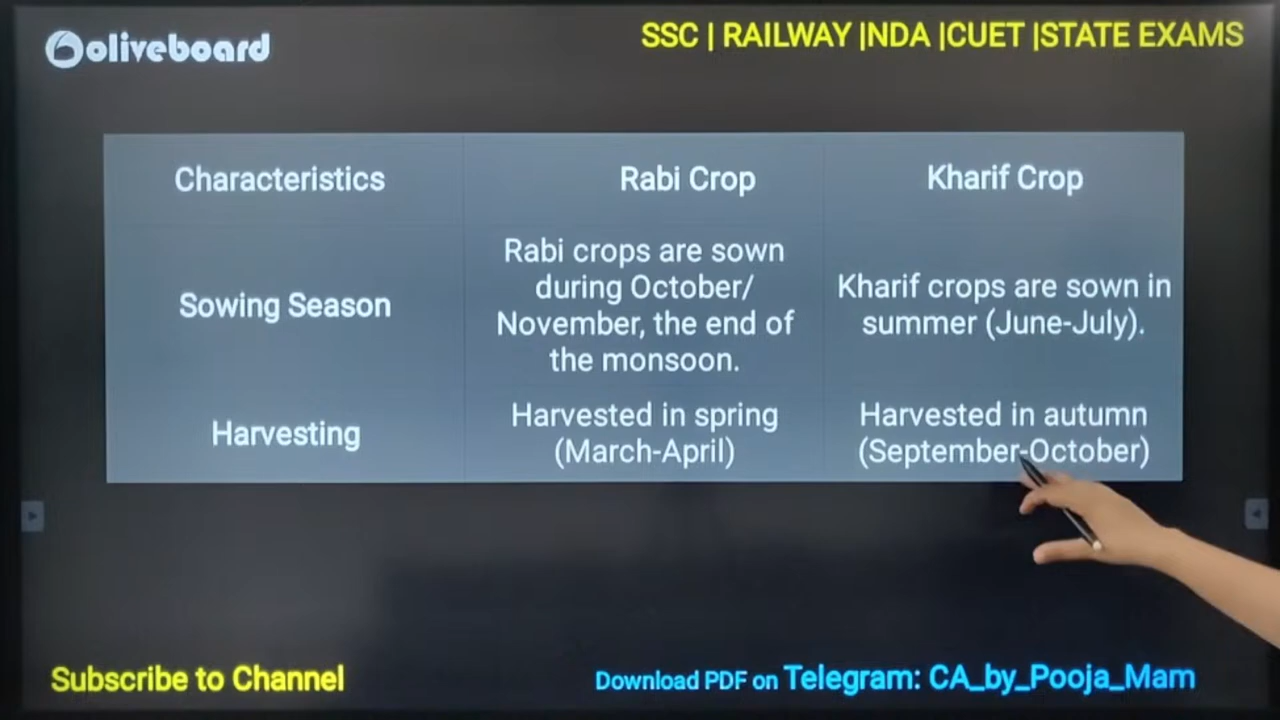 oliveboard
SSC | RAILWAY |NDA |CUET |STATE EXAMS
Characteristics
Rabi Crop
Kharif Crop
Sowing Season
Rabi crops are sown
during October/
November, the end of
the monsoon.
Kharif crops are sown in
summer (June-July).
Harvesting
Harvested in spring
(March-April)
Harvested in autumn
(September-October)
Subscribe to Channel
Download PDF on Telegram: CA_by_Pooja_Mam